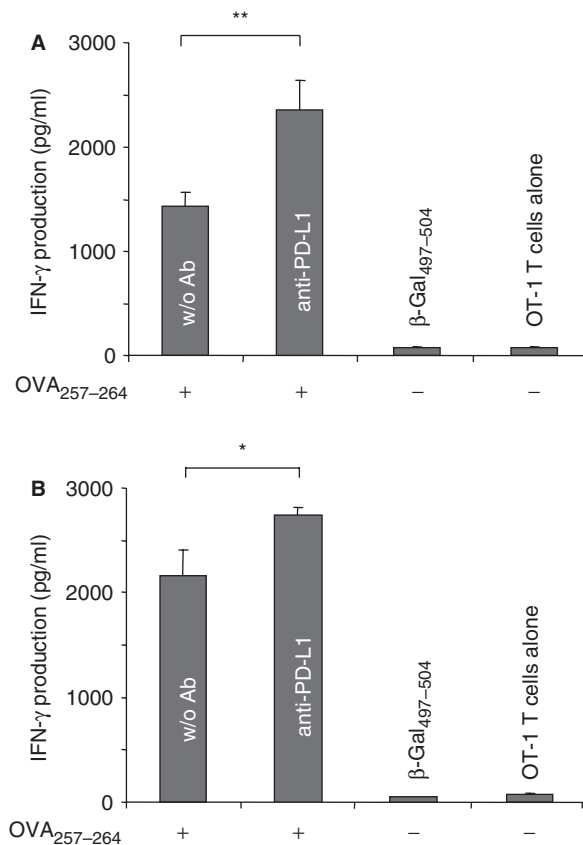 A
**
IFN-γ production (pg/ml)
3000
2000
1000
0
w/o Ab
anti-PD-L1
β-Gal497–504
OT-1 T cells alone
OVA257–264 + + – –
B
*
IFN-γ production (pg/ml)
3000
2000
1000
0
w/o Ab
anti-PD-L1
β-Gal497–504
OT-1 T cells alone
OVA257–264 + + – –